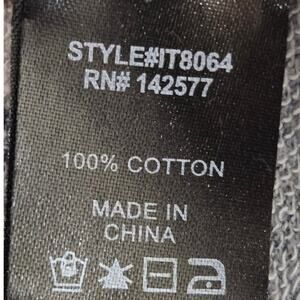 STYLE#IT8064
RN# 142577
100% COTTON
MADE IN
CHINA